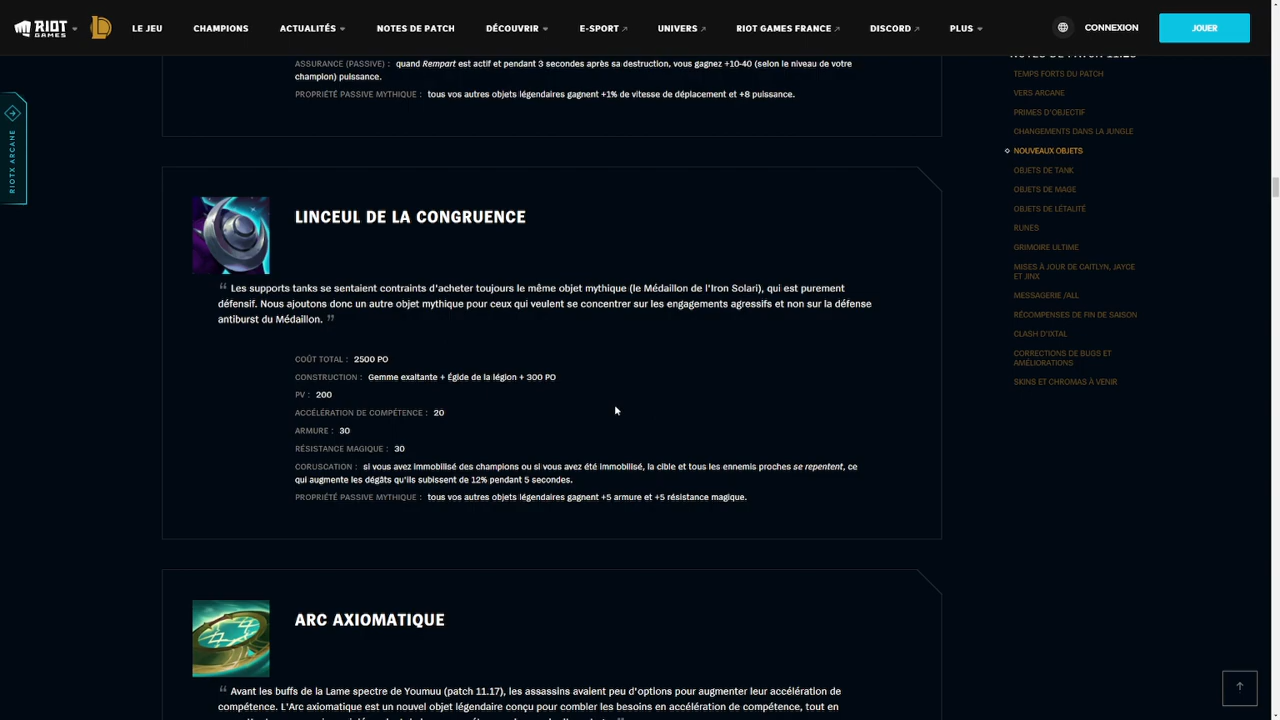 RIOT GAMES
LE JEU
CHAMPIONS
ACTUALITÉS
NOTES DE PATCH
DÉCOUVRIR
E-SPORT
UNIVERS
RIOT GAMES FRANCE
DISCORD
PLUS
CONNEXION
JOUER
RIOTX ARCANE
ASSURANCE (PASSIVE) : quand Rempart est actif et pendant 3 secondes après sa destruction, vous gagnez +10-40 (selon le niveau de votre
champion) puissance.
PROPRIÉTÉ PASSIVE MYTHIQUE : tous vos autres objets légendaires gagnent +1% de vitesse de déplacement et +8 puissance.
LINCEUL DE LA CONGRUENCE
“ Les supports tanks se sentaient contraints d'acheter toujours le même objet mythique (le Médaillon de l'Iron Solari), qui est purement
défensif. Nous ajoutons donc un autre objet mythique pour ceux qui veulent se concentrer sur les engagements agressifs et non sur la défense
antiburst du Médaillon. ”
COÛT TOTAL : 2500 PO
CONSTRUCTION : Gemme exaltante + Égide de la légion + 300 PO
PV : 200
ACCÉLÉRATION DE COMPÉTENCE : 20
ARMURE : 30
RÉSISTANCE MAGIQUE : 30
CORUSCATION : si vous avez immobilisé des champions ou si vous avez été immobilisé, la cible et tous les ennemis proches se repentent, ce
qui augmente les dégâts qu'ils subissent de 12% pendant 5 secondes.
PROPRIÉTÉ PASSIVE MYTHIQUE : tous vos autres objets légendaires gagnent +5 armure et +5 résistance magique.
ARC AXIOMATIQUE
“ Avant les buffs de la Lame spectre de Youmuu (patch 11.17), les assassins avaient peu d'options pour augmenter leur accélération de
compétence. L'Arc axiomatique est un nouvel objet légendaire conçu pour combler les besoins en accélération de compétence, tout en
TEMPS FORTS DU PATCH
VERS ARCANE
PRIMES D'OBJECTIF
CHANGEMENTS DANS LA JUNGLE
NOUVEAUX OBJETS
OBJETS DE TANK
OBJETS DE MAGE
OBJETS DE LÉTALITÉ
RUNES
GRIMOIRE ULTIME
MISES À JOUR DE CAITLYN, JAYCE
ET JINX
MESSAGERIE /ALL
RÉCOMPENSES DE FIN DE SAISON
CLASH D'IXTAL
CORRECTIONS DE BUGS ET
AMÉLIORATIONS
SKINS ET CHROMAS À VENIR